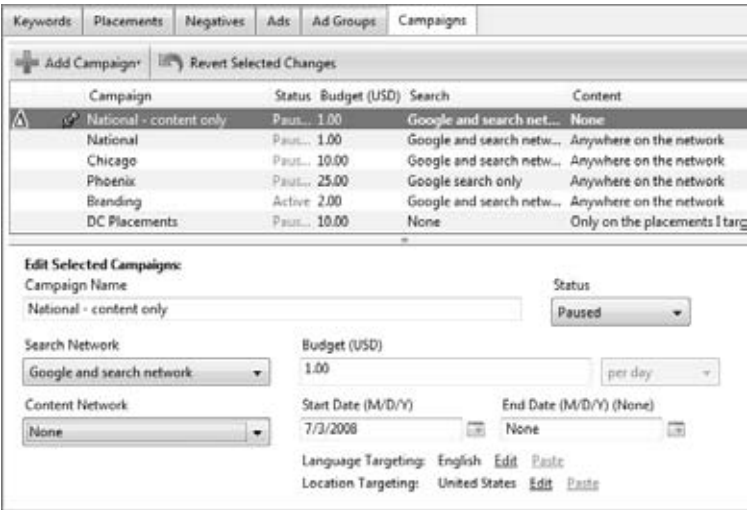 Keywords Placements Negatives Ads Ad Groups Campaigns
Add Campaign Revert Selected Changes
Campaign Status Budget (USD) Search Content
National - content only Paus... 1.00 Google and search net... None
National Paus... 1.00 Google and search netw... Anywhere on the network
Chicago Paus... 10.00 Google and search netw... Anywhere on the network
Phoenix Paus... 25.00 Google search only Anywhere on the network
Branding Active 2.00 Google and search netw... Anywhere on the network
DC Placements Paus... 10.00 None Only on the placements I targ
Edit Selected Campaigns:
Campaign Name Status
National - content only Paused
Search Network Budget (USD)
Google and search network 1.00 per day
Content Network Start Date (M/D/Y) End Date (M/D/Y) (None)
None 7/3/2008 None
Language Targeting: English Edit Paste
Location Targeting: United States Edit Paste